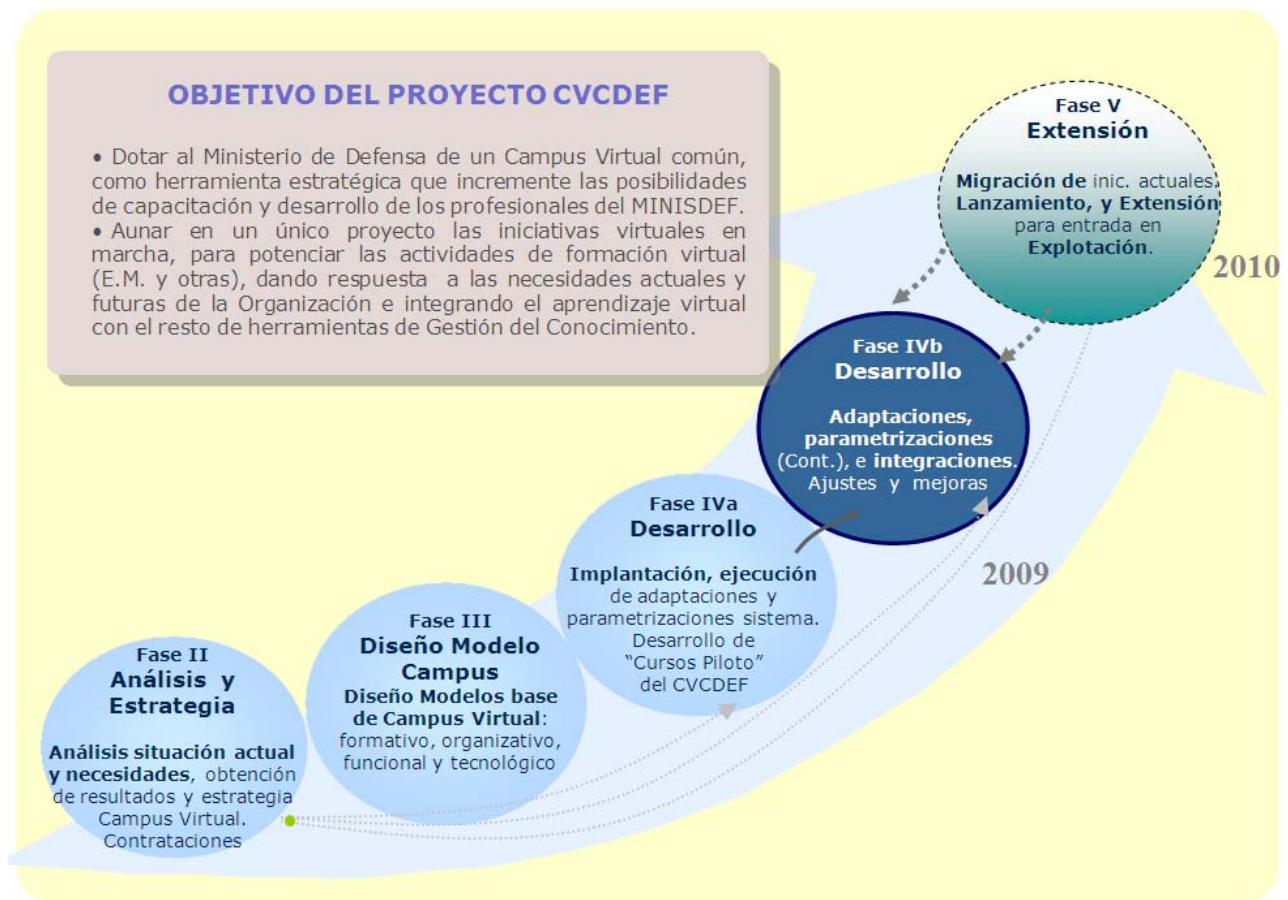 OBJETIVO DEL PROYECTO CVCDEF
• Dotar al Ministerio de Defensa de un Campus Virtual común,
como herramienta estratégica que incremente las posibilidades
de capacitación y desarrollo de los profesionales del MINISDEF.
• Aunar en un único proyecto las iniciativas virtuales en
marcha, para potenciar las actividades de formación virtual
(E.M. y otras), dando respuesta a las necesidades actuales y
futuras de la Organización e integrando el aprendizaje virtual
con el resto de herramientas de Gestión del Conocimiento.
Fase II
Análisis y
Estrategia
Análisis situación actual
y necesidades, obtención
de resultados y estrategia
Campus Virtual.
Contrataciones
Fase III
Diseño Modelo
Campus
Diseño Modelos base
de Campus Virtual:
formativo, organizativo,
funcional y tecnológico
Fase IVa
Desarrollo
Implantación, ejecución
de adaptaciones y
parametrizaciones sistema.
Desarrollo de
“Cursos Piloto”
del CVCDEF
Fase IVb
Desarrollo
Adaptaciones,
parametrizaciones
(Cont.), e integraciones.
Ajustes y mejoras
2009
Fase V
Extensión
Migración de inic. actuales.
Lanzamiento, y Extensión
para entrada en
Explotación.
2010